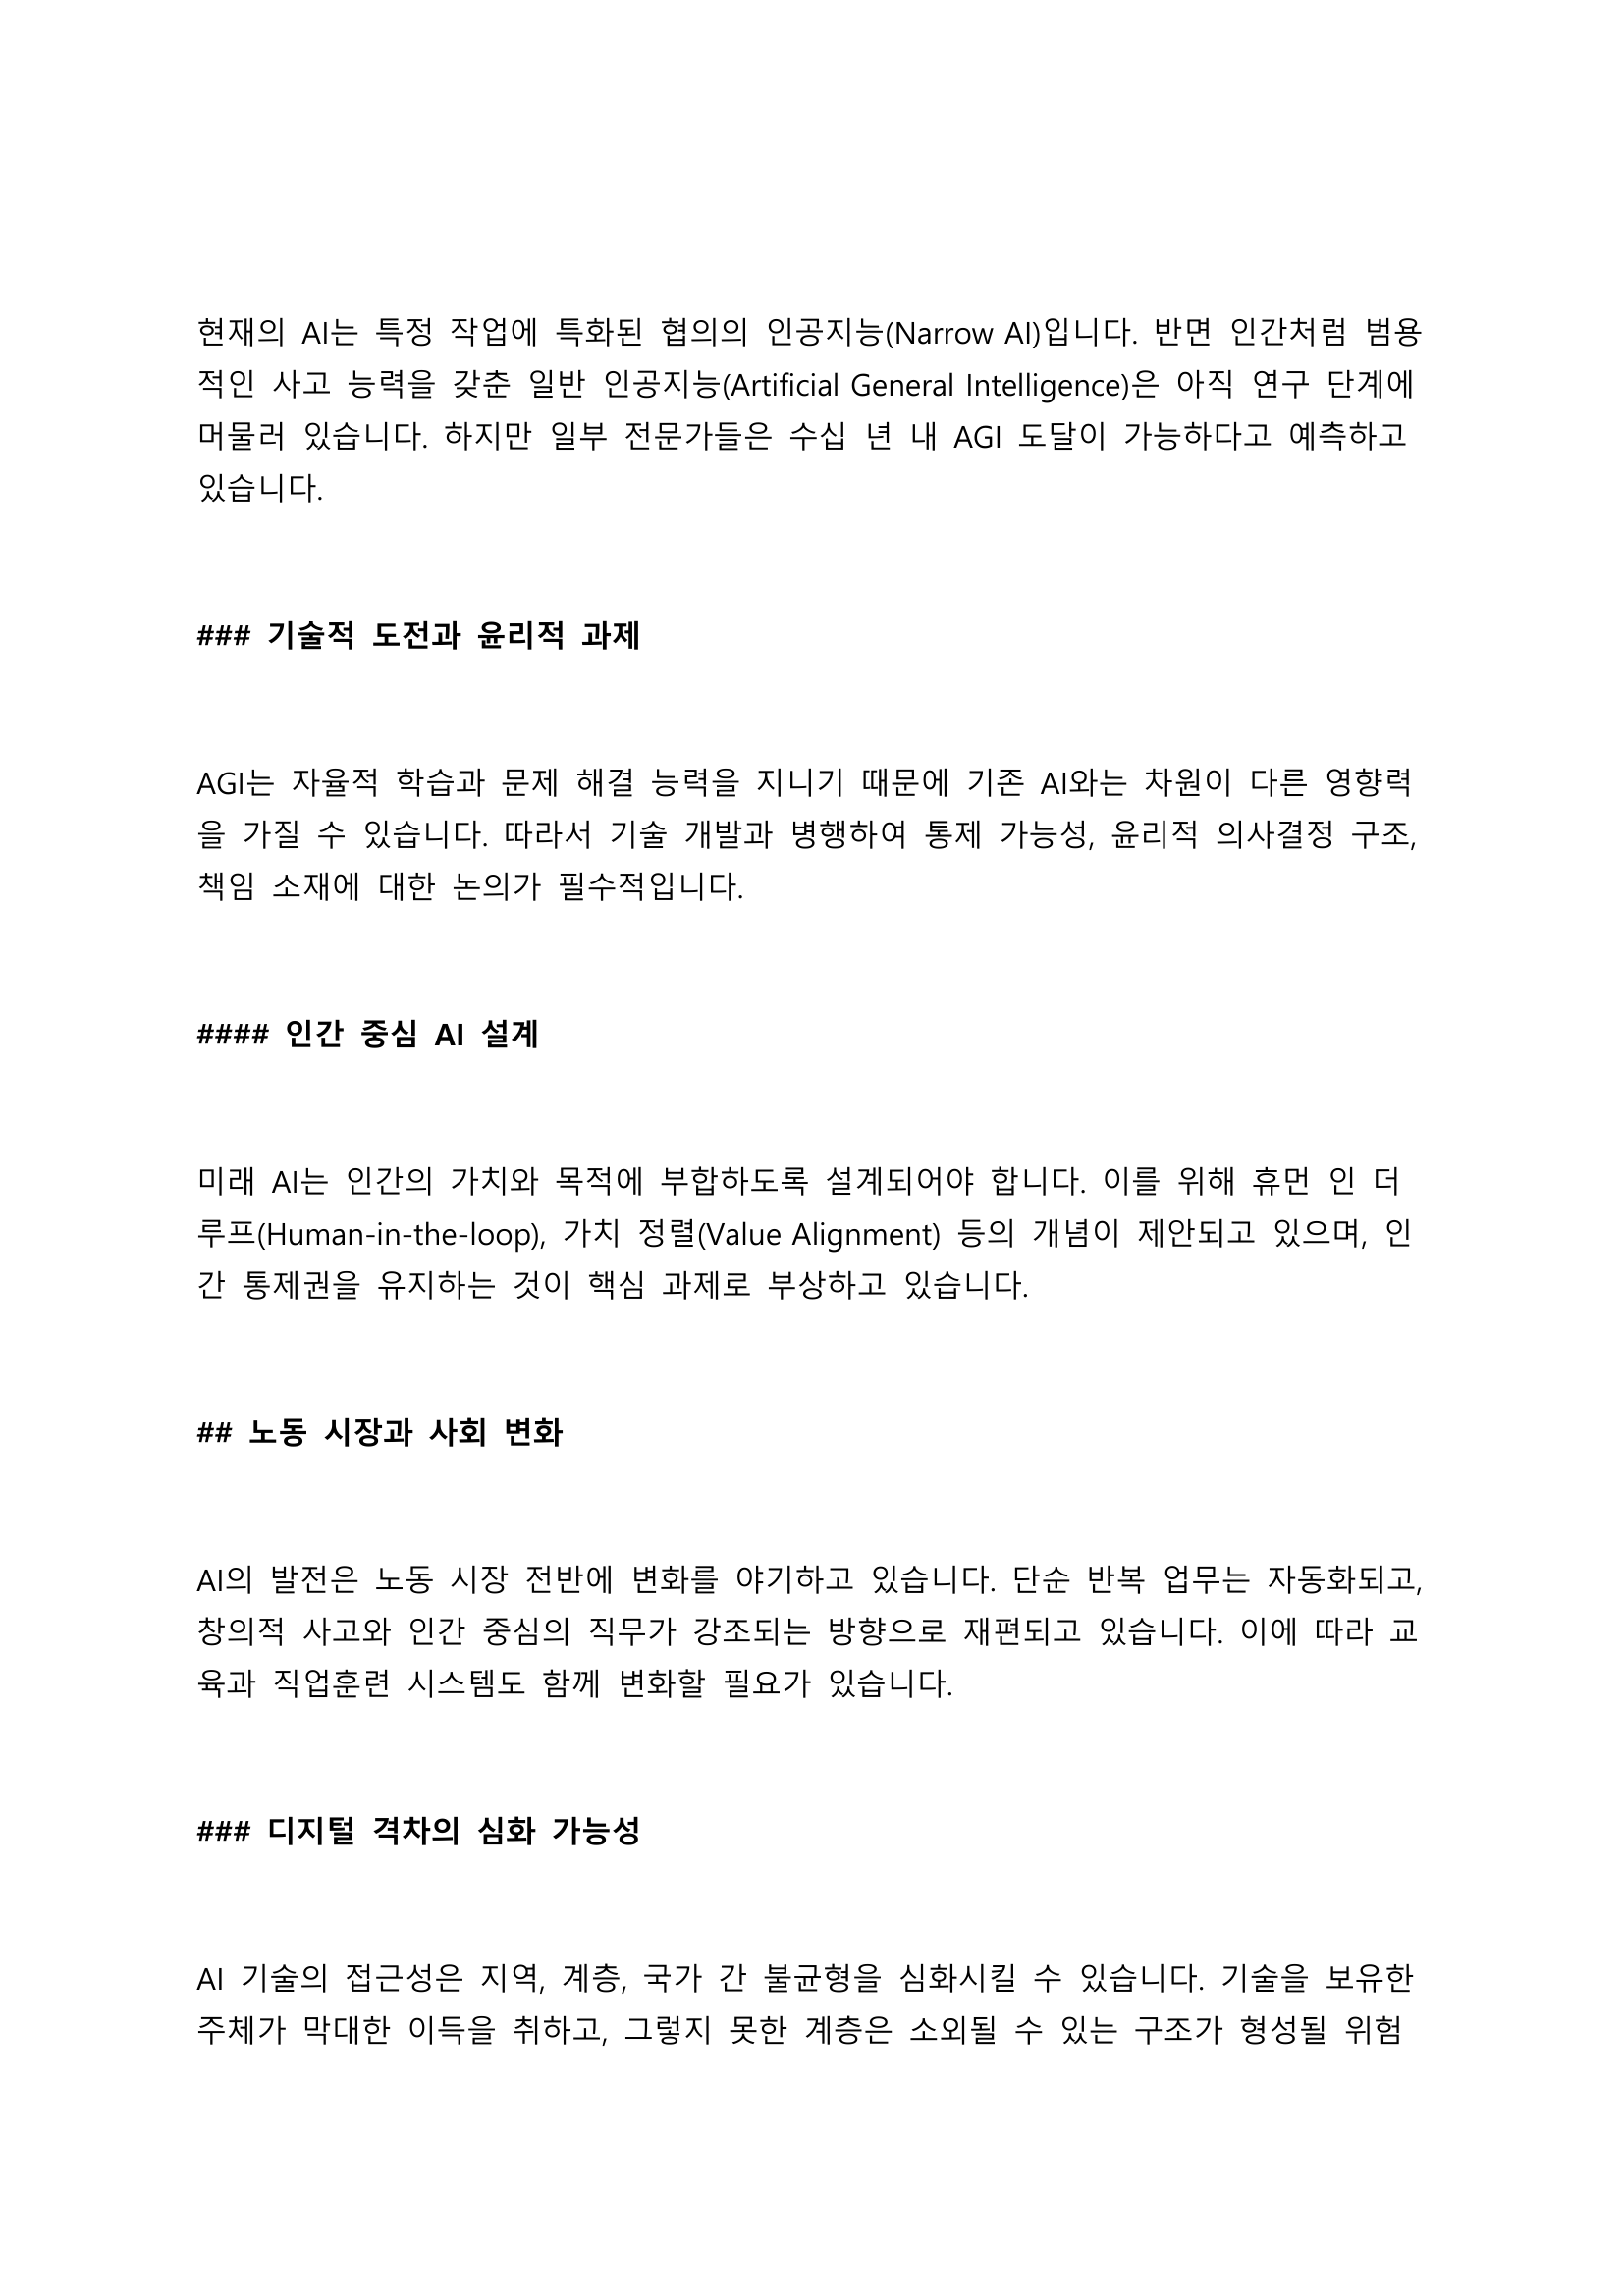 현재의 AI는 특정 작업에 특화된 협의의 인공지능(Narrow AI)입니다. 반면 인간처럼 범용
적인 사고 능력을 갖춘 일반 인공지능(Artificial General Intelligence)은 아직 연구 단계에
머물러 있습니다. 하지만 일부 전문가들은 수십 년 내 AGI 도달이 가능하다고 예측하고
있습니다.
### 기술적 도전과 윤리적 과제
AGI는 자율적 학습과 문제 해결 능력을 지니기 때문에 기존 AI와는 차원이 다른 영향력
을 가질 수 있습니다. 따라서 기술 개발과 병행하여 통제 가능성, 윤리적 의사결정 구조,
책임 소재에 대한 논의가 필수적입니다.
#### 인간 중심 AI 설계
미래 AI는 인간의 가치와 목적에 부합하도록 설계되어야 합니다. 이를 위해 휴먼 인 더
루프(Human-in-the-loop), 가치 정렬(Value Alignment) 등의 개념이 제안되고 있으며, 인
간 통제권을 유지하는 것이 핵심 과제로 부상하고 있습니다.
## 노동 시장과 사회 변화
AI의 발전은 노동 시장 전반에 변화를 야기하고 있습니다. 단순 반복 업무는 자동화되고,
창의적 사고와 인간 중심의 직무가 강조되는 방향으로 재편되고 있습니다. 이에 따라 교
육과 직업훈련 시스템도 함께 변화할 필요가 있습니다.
### 디지털 격차의 심화 가능성
AI 기술의 접근성은 지역, 계층, 국가 간 불균형을 심화시킬 수 있습니다. 기술을 보유한
주체가 막대한 이득을 취하고, 그렇지 못한 계층은 소외될 수 있는 구조가 형성될 위험